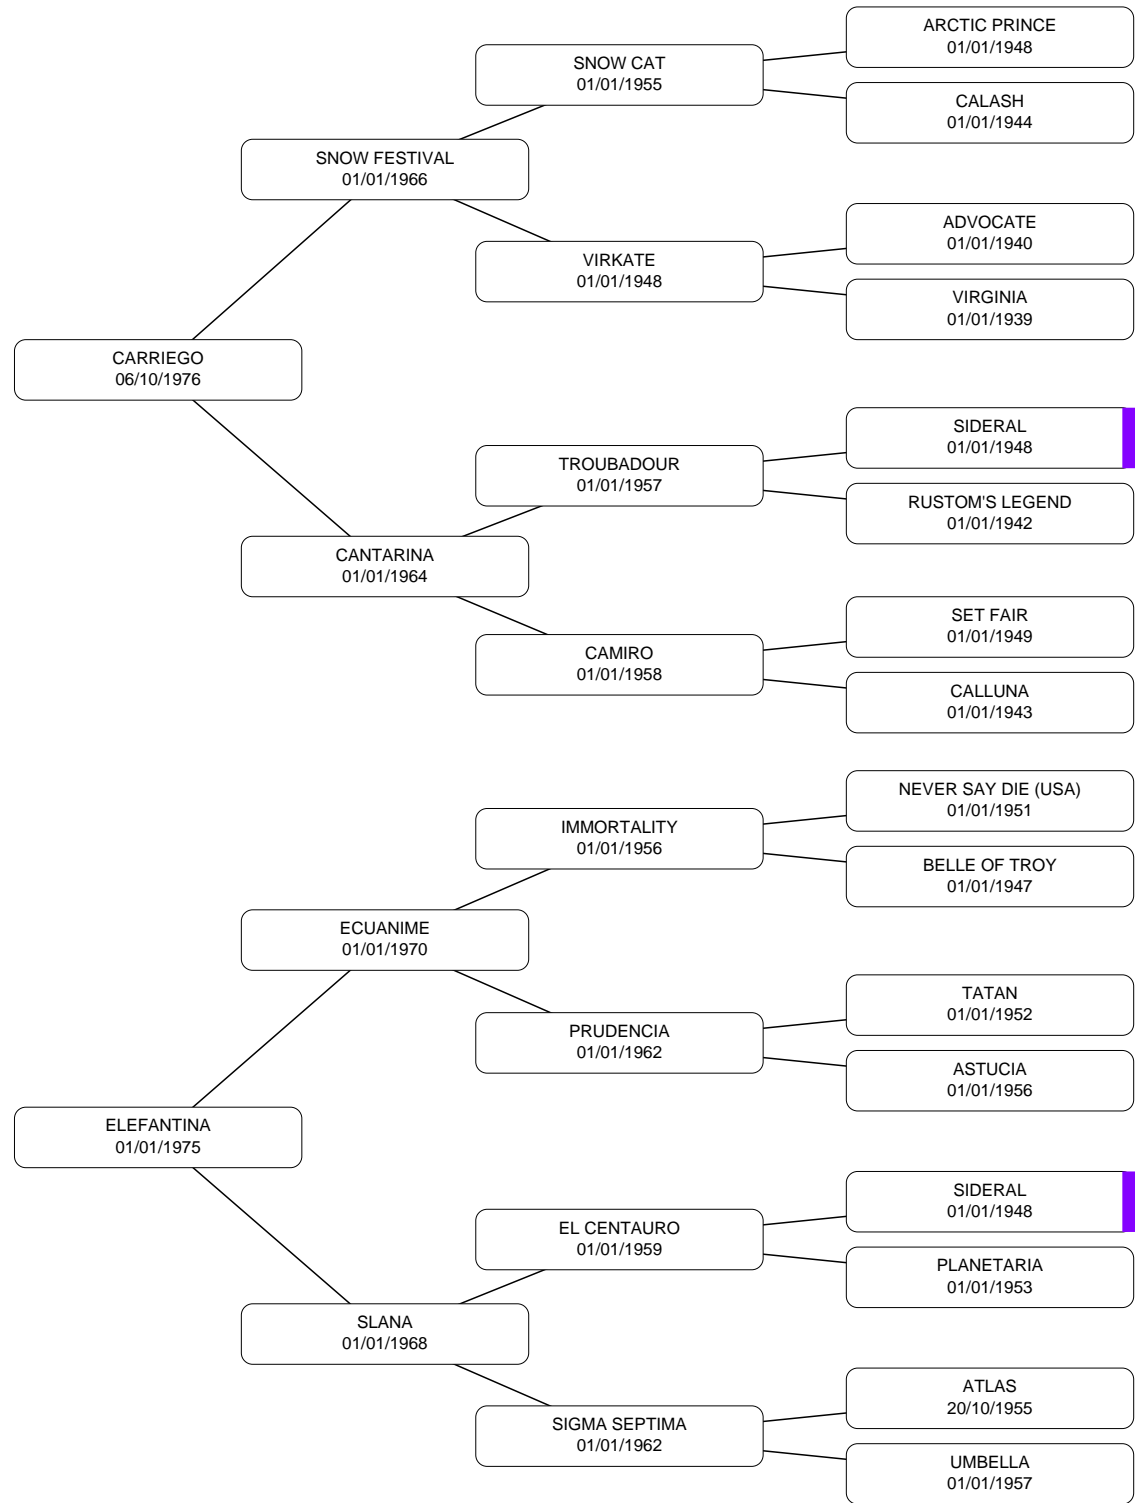 ARCTIC PRINCE
01/01/1948
SNOW CAT
01/01/1955
CALASH
01/01/1944
SNOW FESTIVAL
01/01/1966
ADVOCATE
01/01/1940
VIRKATE
01/01/1948
VIRGINIA
01/01/1939
CARRIEGO
06/10/1976
SIDERAL
01/01/1948
TROUBADOUR
01/01/1957
RUSTOM'S LEGEND
01/01/1942
CANTARINA
01/01/1964
SET FAIR
01/01/1949
CAMIRO
01/01/1958
CALLUNA
01/01/1943
NEVER SAY DIE (USA)
01/01/1951
IMMORTALITY
01/01/1956
BELLE OF TROY
01/01/1947
ECUANIME
01/01/1970
TATAN
01/01/1952
PRUDENCIA
01/01/1962
ASTUCIA
01/01/1956
ELEFANTINA
01/01/1975
SIDERAL
01/01/1948
EL CENTAURO
01/01/1959
PLANETARIA
01/01/1953
SLANA
01/01/1968
ATLAS
20/10/1955
SIGMA SEPTIMA
01/01/1962
UMBELLA
01/01/1957